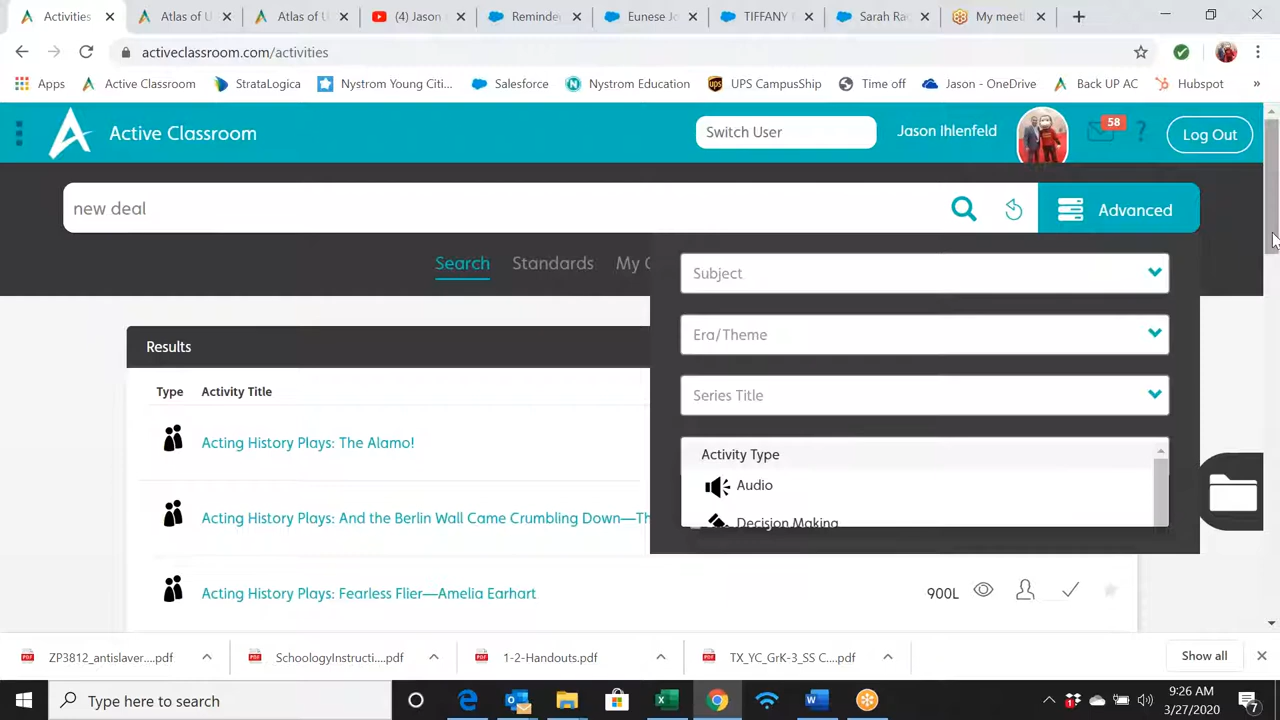 Activities
Atlas of U
Atlas of U
(4) Jason
Reminder
Eunese Jo
TIFFANY
Sarah Ra
My meet
activeclassroom.com/activities
Apps
Active Classroom
StrataLogica
Nystrom Young Citi...
Salesforce
Nystrom Education
UPS CampusShip
Time off
Jason - OneDrive
Back UP AC
Hubspot
»
Active Classroom
Switch User
Jason Ihlenfeld
58
?
Log Out
new deal
Advanced
Search
Standards
My C
Subject
Era/Theme
Series Title
Activity Type
Audio
Decision Making
Results
Type
Activity Title
Acting History Plays: The Alamo!
Acting History Plays: And the Berlin Wall Came Crumbling Down—Th
Acting History Plays: Fearless Flier—Amelia Earhart
900L
ZP3812_antislaver....pdf
SchoologyInstructi....pdf
1-2-Handouts.pdf
TX_YC_GrK-3_SS C....pdf
Show all
Type here to search
9:26 AM
3/27/2020
7